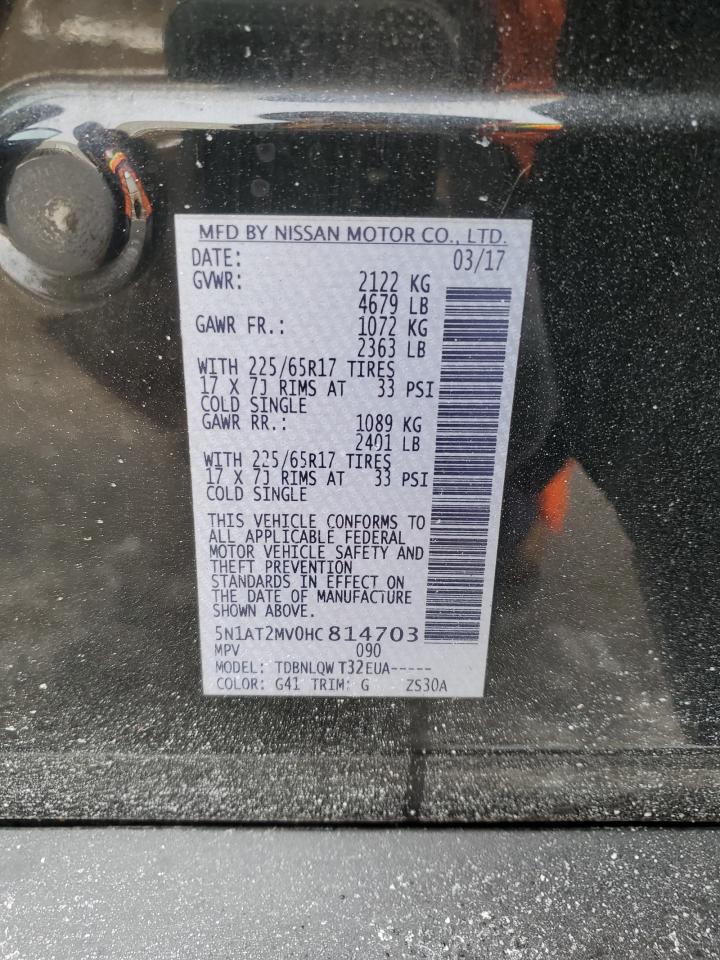 MFD BY NISSAN MOTOR CO., LTD.
DATE: 03/17
GVWR: 2122 KG
4679 LB
GAWR FR.: 1072 KG
2363 LB
WITH 225/65R17 TIRES
17 X 7J RIMS AT 33 PSI
COLD SINGLE
GAWR RR.: 1089 KG
2401 LB
WITH 225/65R17 TIRES
17 X 7J RIMS AT 33 PSI
COLD SINGLE
THIS VEHICLE CONFORMS TO
ALL APPLICABLE FEDERAL
MOTOR VEHICLE SAFETY AND
THEFT PREVENTION
STANDARDS IN EFFECT ON
THE DATE OF MANUFACTURE
SHOWN ABOVE.
5N1AT2MV0HC814703
MPV 090
MODEL: TDBNLQW T32EUA-----
COLOR: G41 TRIM: G ZS30A